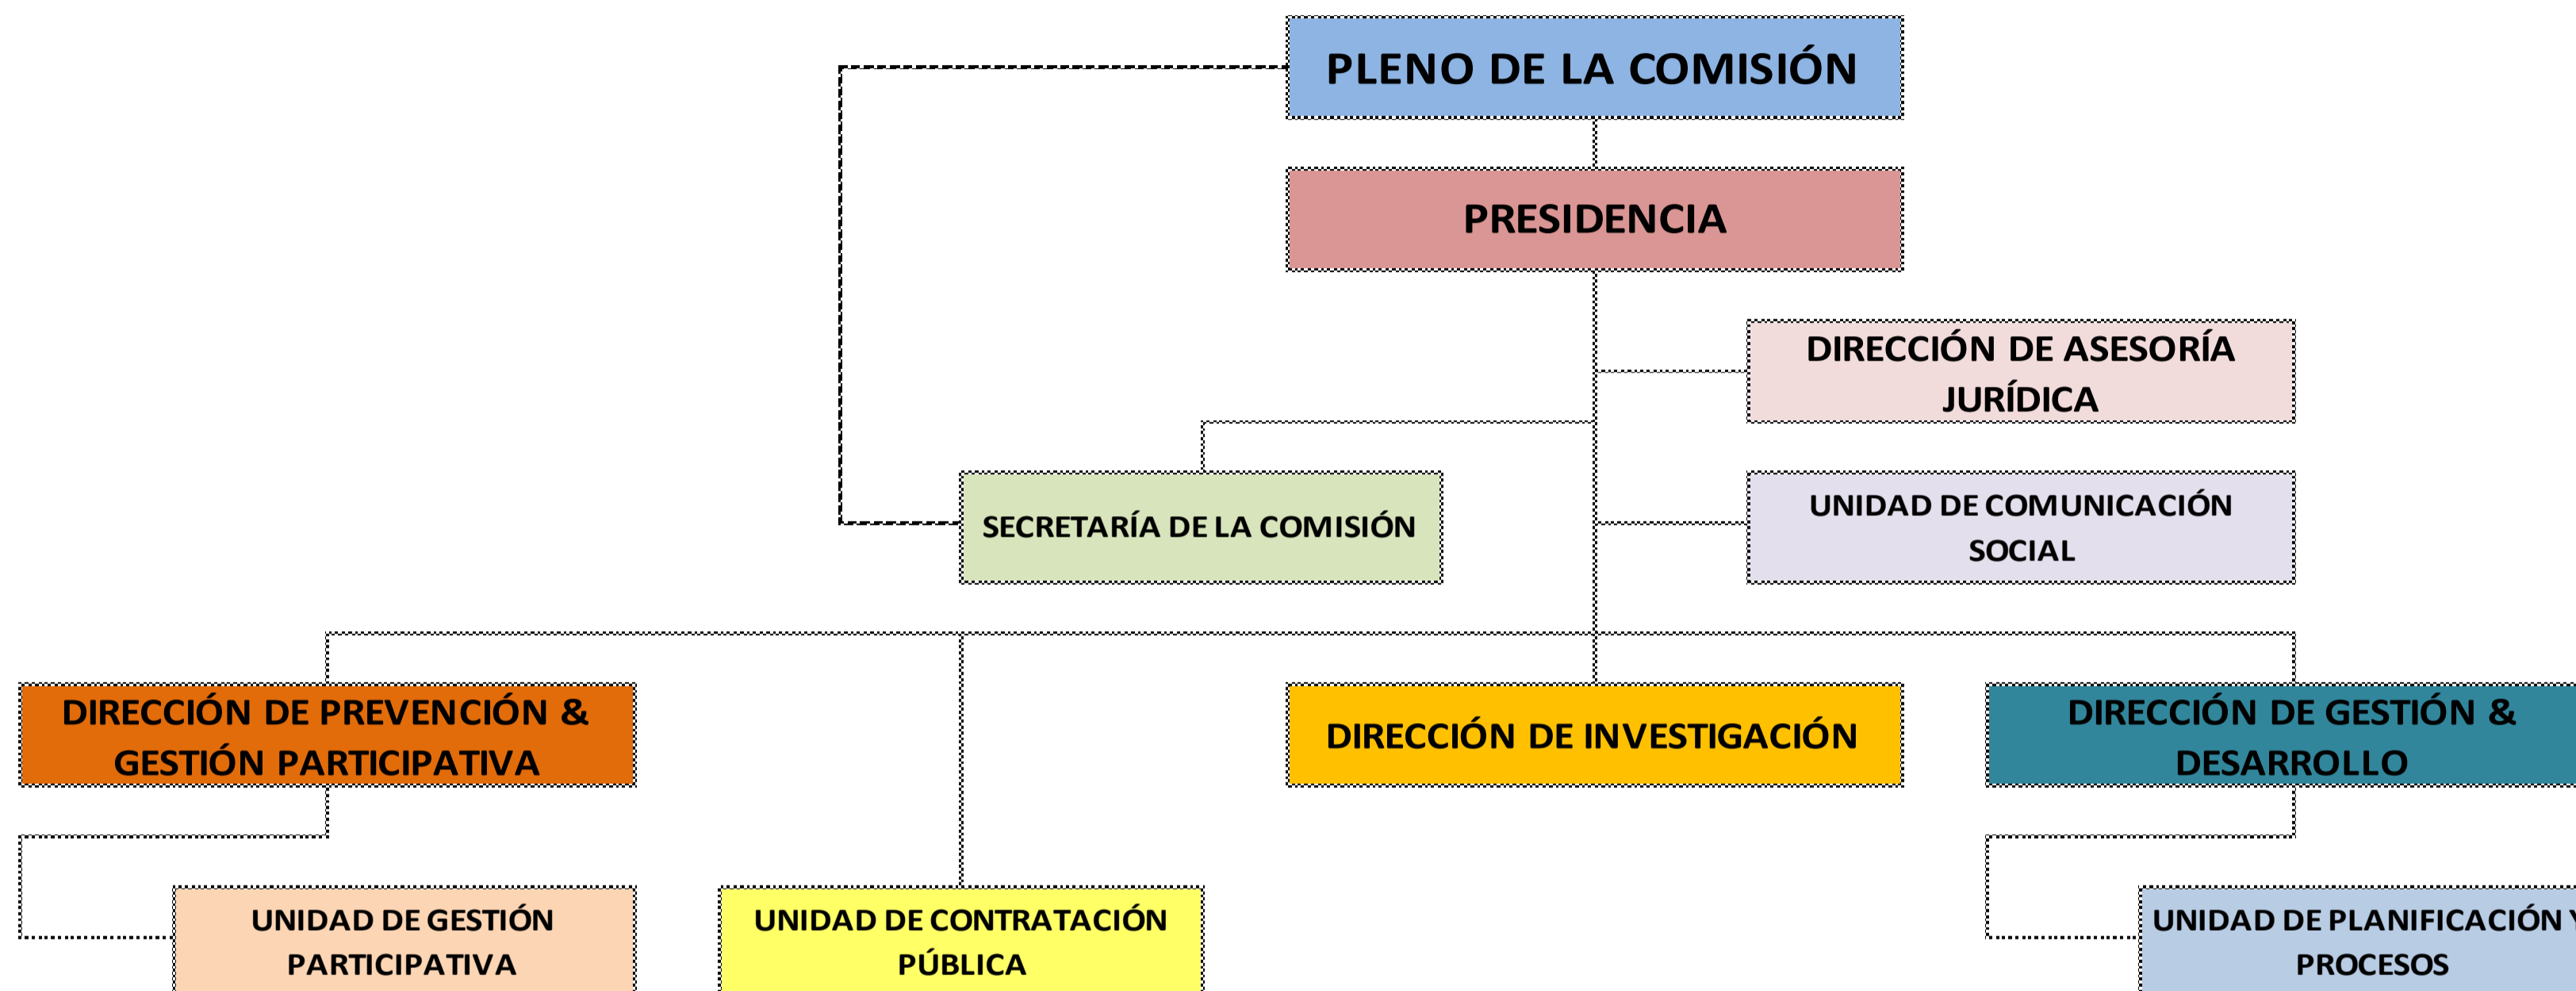 PLENO DE LA COMISIÓN
PRESIDENCIA
DIRECCIÓN DE ASESORÍA
JURÍDICA
SECRETARÍA DE LA COMISIÓN
UNIDAD DE COMUNICACIÓN
SOCIAL
DIRECCIÓN DE PREVENCIÓN &
GESTIÓN PARTICIPATIVA
DIRECCIÓN DE INVESTIGACIÓN
DIRECCIÓN DE GESTIÓN &
DESARROLLO
UNIDAD DE GESTIÓN
PARTICIPATIVA
UNIDAD DE CONTRATACIÓN
PÚBLICA
UNIDAD DE PLANIFICACIÓN Y
PROCESOS